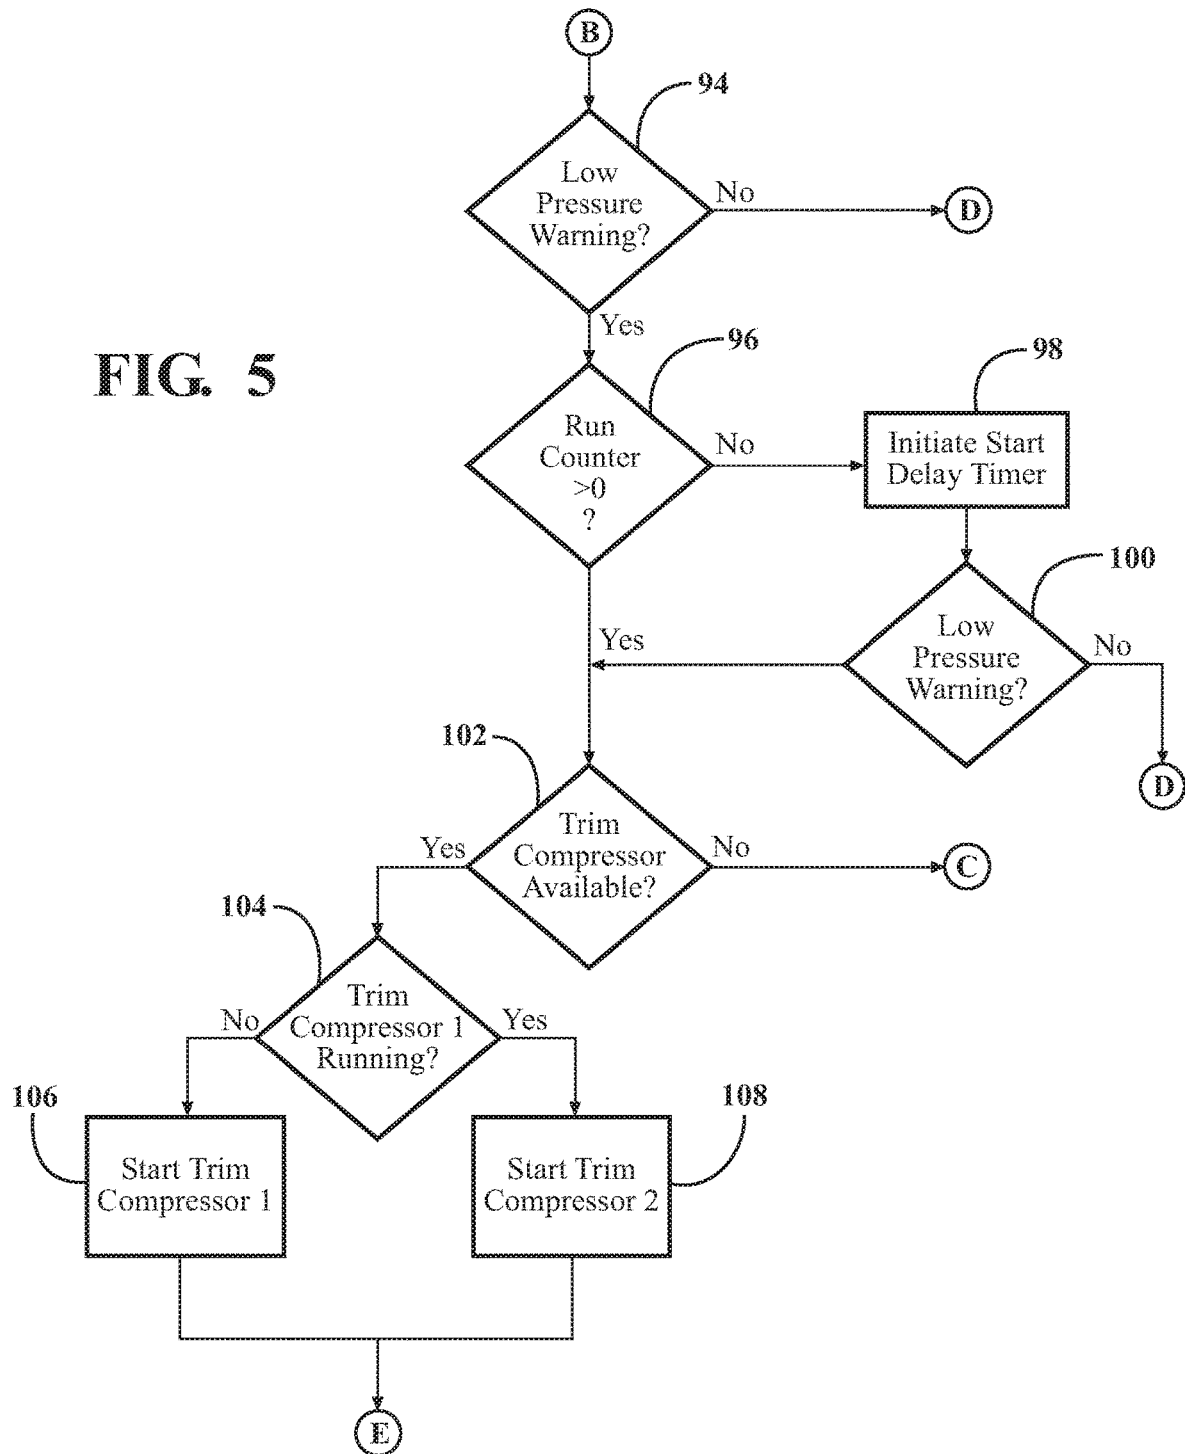 B
94
Low
Pressure
Warning?
No
D
Yes
FIG. 5
96
98
Run
Counter
>0
?
No
Initiate Start
Delay Timer
100
Yes
Low
Pressure
Warning?
No
D
102
Trim
Compressor
Available?
Yes
No
C
104
Trim
Compressor 1
Running?
No
Yes
106
108
Start Trim
Compressor 1
Start Trim
Compressor 2
E